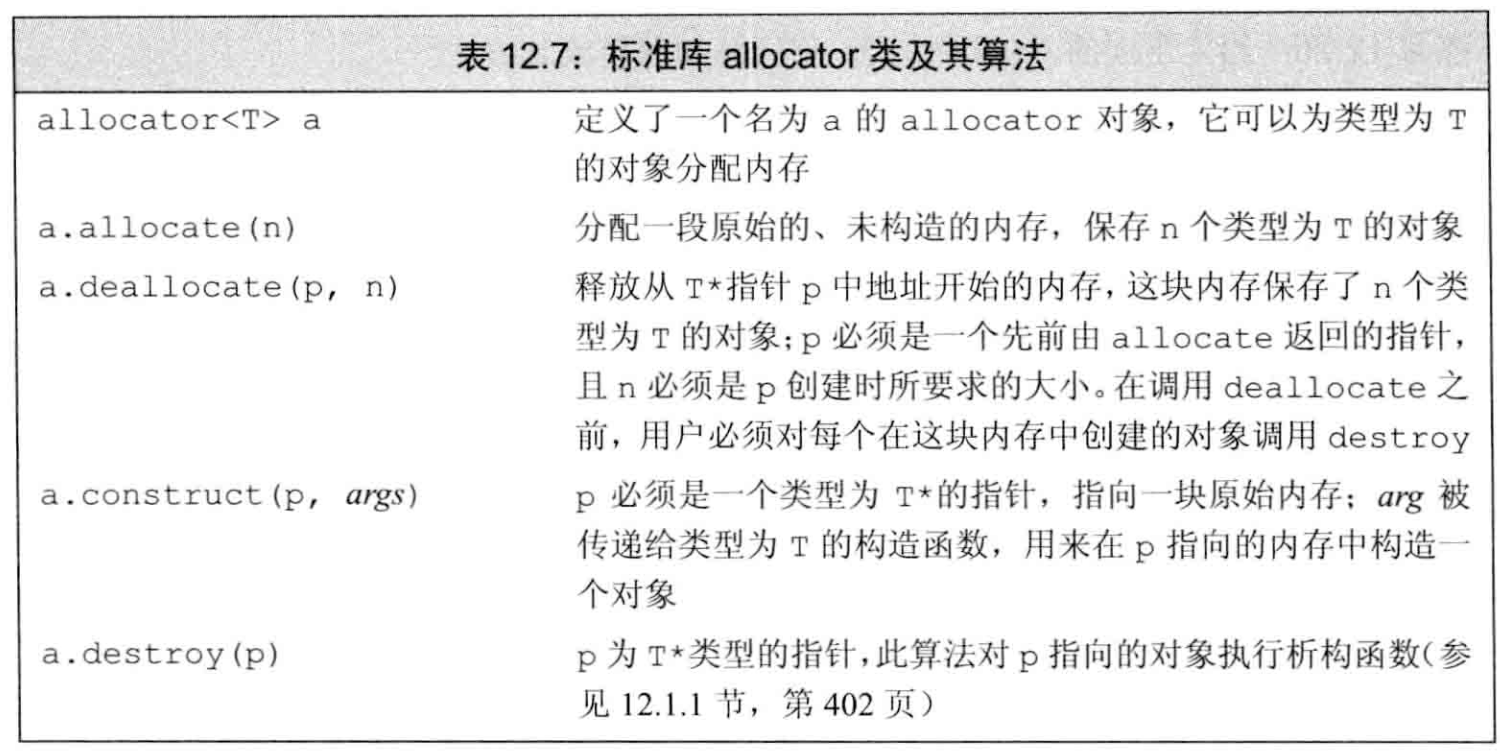 表 12.7：标准库 allocator 类及其算法
allocator<T> a 定义了一个名为 a 的 allocator 对象，它可以为类型为 T
的对象分配内存
a.allocate(n) 分配一段原始的、未构造的内存，保存 n 个类型为 T 的对象
a.deallocate(p, n) 释放从 T*指针 p 中地址开始的内存，这块内存保存了 n 个类
型为 T 的对象；p 必须是一个先前由 allocate 返回的指针，
且 n 必须是 p 创建时所要求的大小。在调用 deallocate 之
前，用户必须对每个在这块内存中创建的对象调用 destroy
a.construct(p, args) p 必须是一个类型为 T*的指针，指向一块原始内存；arg 被
传递给类型为 T 的构造函数，用来在 p 指向的内存中构造一
个对象
a.destroy(p) p 为 T*类型的指针，此算法对 p 指向的对象执行析构函数（参
见 12.1.1 节，第 402 页）